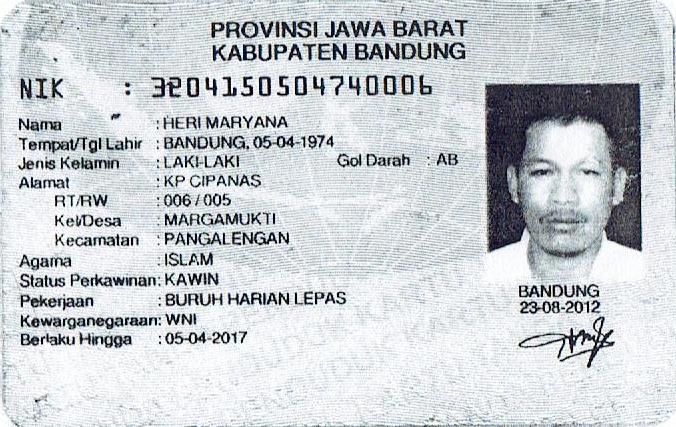 PROVINSI JAWA BARAT
KABUPATEN BANDUNG
NIK : 3204150504740006
Nama : HERI MARYANA
Tempat/Tgl Lahir : BANDUNG, 05-04-1974
Jenis Kelamin : LAKI-LAKI Gol Darah : AB
Alamat : KP CIPANAS
RT/RW : 006 / 005
Kel/Desa : MARGAMUKTI
Kecamatan : PANGALENGAN
Agama : ISLAM
Status Perkawinan: KAWIN
Pekerjaan : BURUH HARIAN LEPAS
Kewarganegaraan: WNI
Berlaku Hingga : 05-04-2017
BANDUNG
23-08-2012